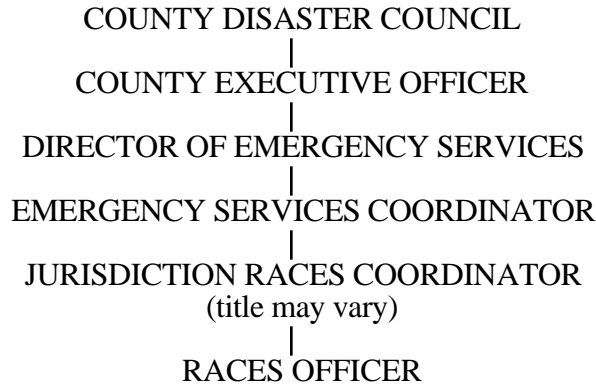 COUNTY DISASTER COUNCIL
COUNTY EXECUTIVE OFFICER
DIRECTOR OF EMERGENCY SERVICES
EMERGENCY SERVICES COORDINATOR
JURISDICTION RACES COORDINATOR
(title may vary)
RACES OFFICER